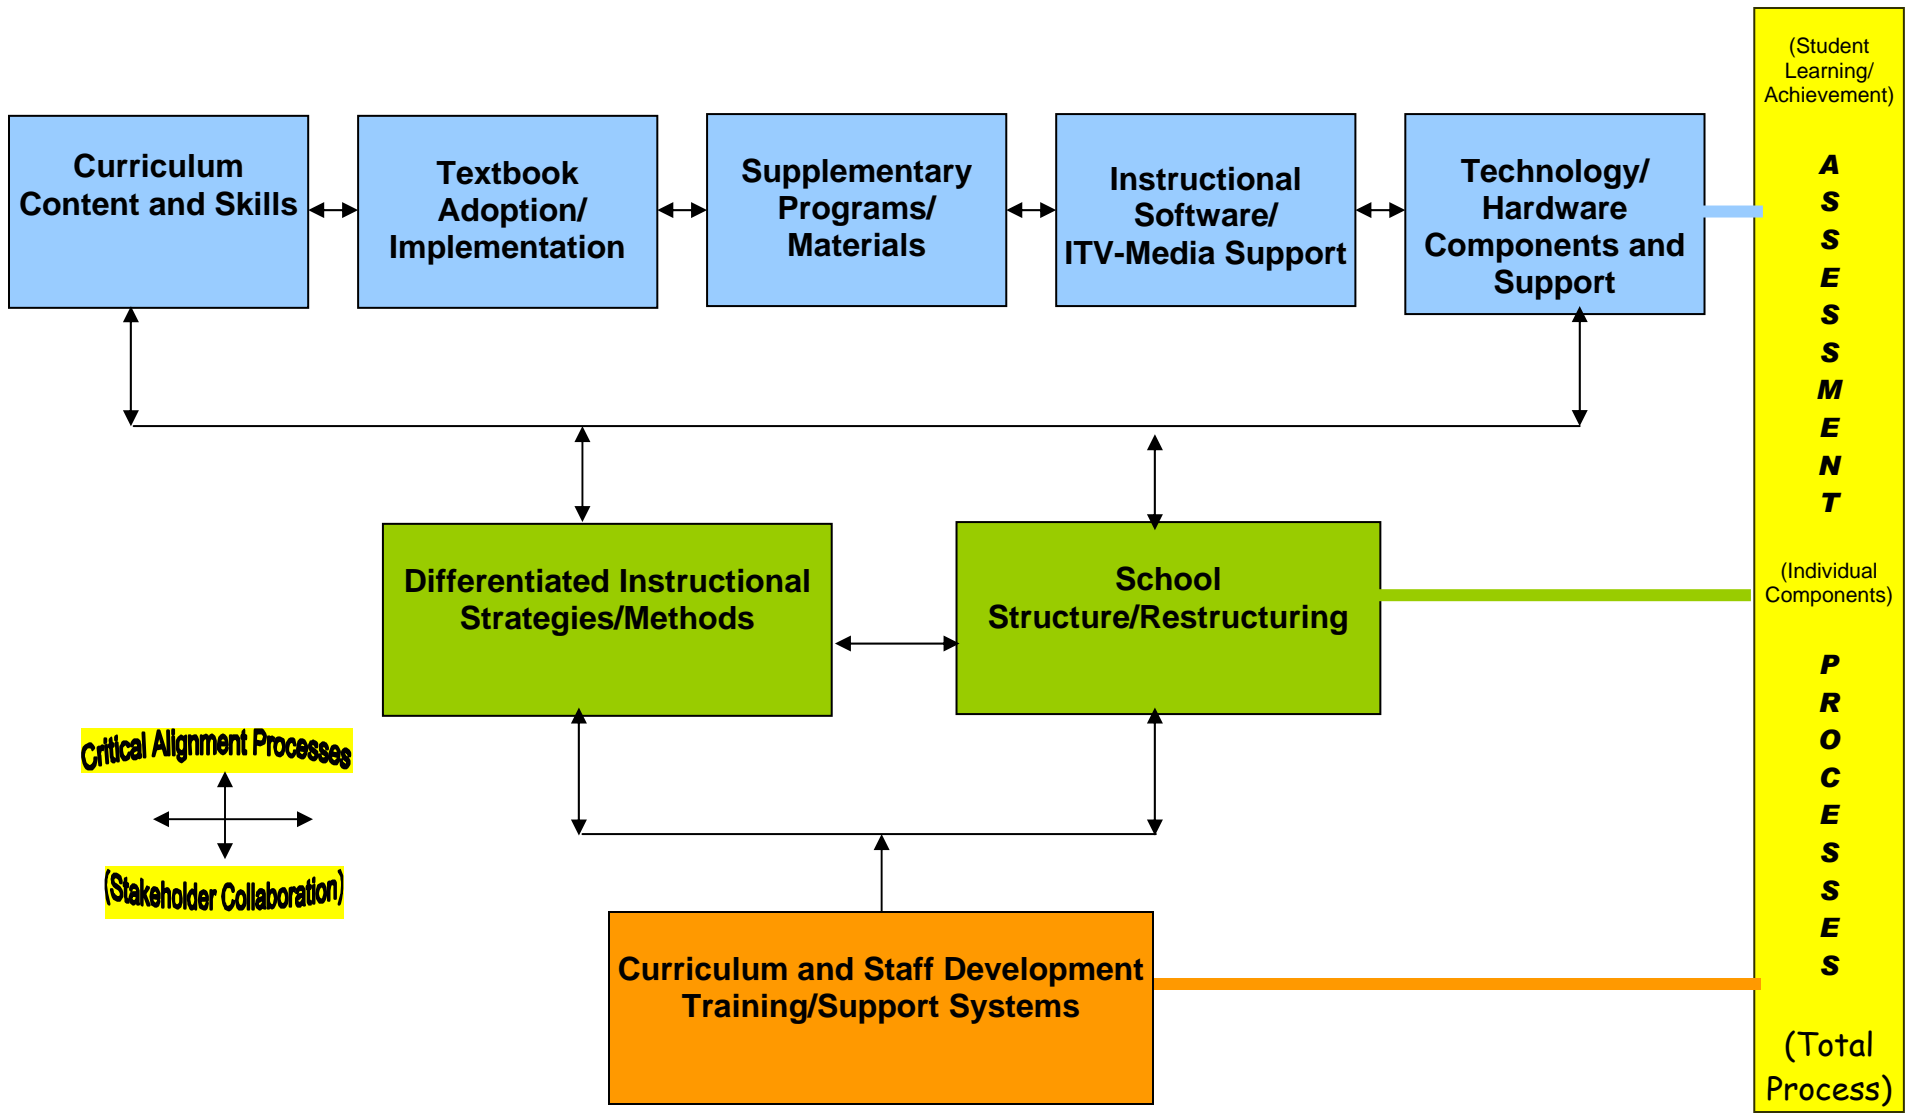 Curriculum
Content and Skills
Textbook
Adoption/
Implementation
Supplementary
Programs/
Materials
Instructional
Software/
ITV-Media Support
Technology/
Hardware
Components and
Support
Differentiated Instructional
Strategies/Methods
School
Structure/Restructuring
Critical Alignment Processes
(Stakeholder Collaboration)
Curriculum and Staff Development
Training/Support Systems
(Student
Learning/
Achievement)
A
S
S
E
S
S
M
E
N
T
(Individual
Components)
P
R
O
C
E
S
S
E
S
(Total
Process)